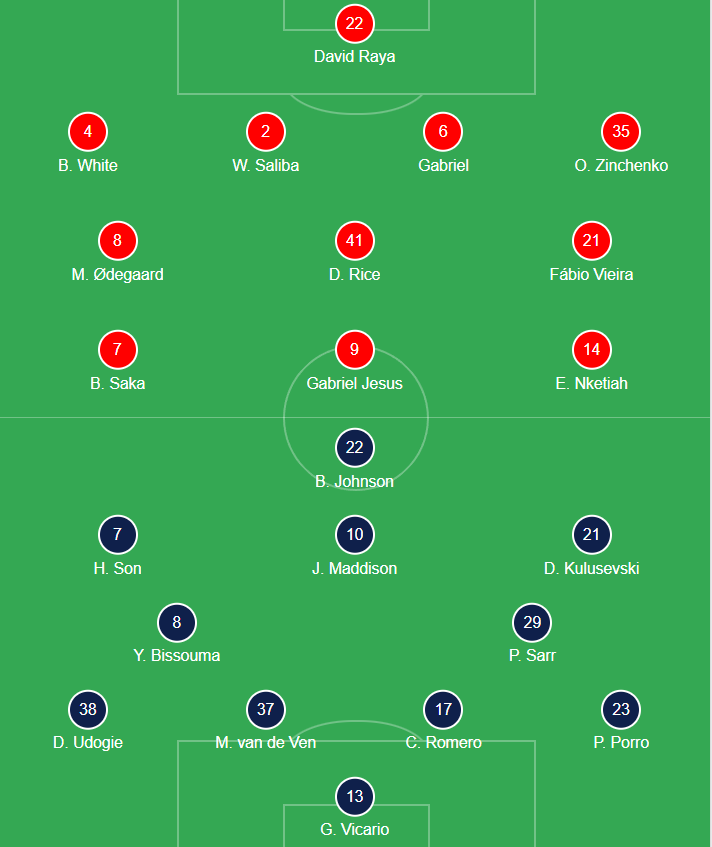 22
David Raya
4 2 6 35
B. White W. Saliba Gabriel O. Zinchenko
8 41 21
M. Ødegaard D. Rice Fábio Vieira
7 9 14
B. Saka Gabriel Jesus E. Nketiah
22
B. Johnson
7 10 21
H. Son J. Maddison D. Kulusevski
8 29
Y. Bissouma P. Sarr
38 37 17 23
D. Udogie M. van de Ven C. Romero P. Porro
13
G. Vicario